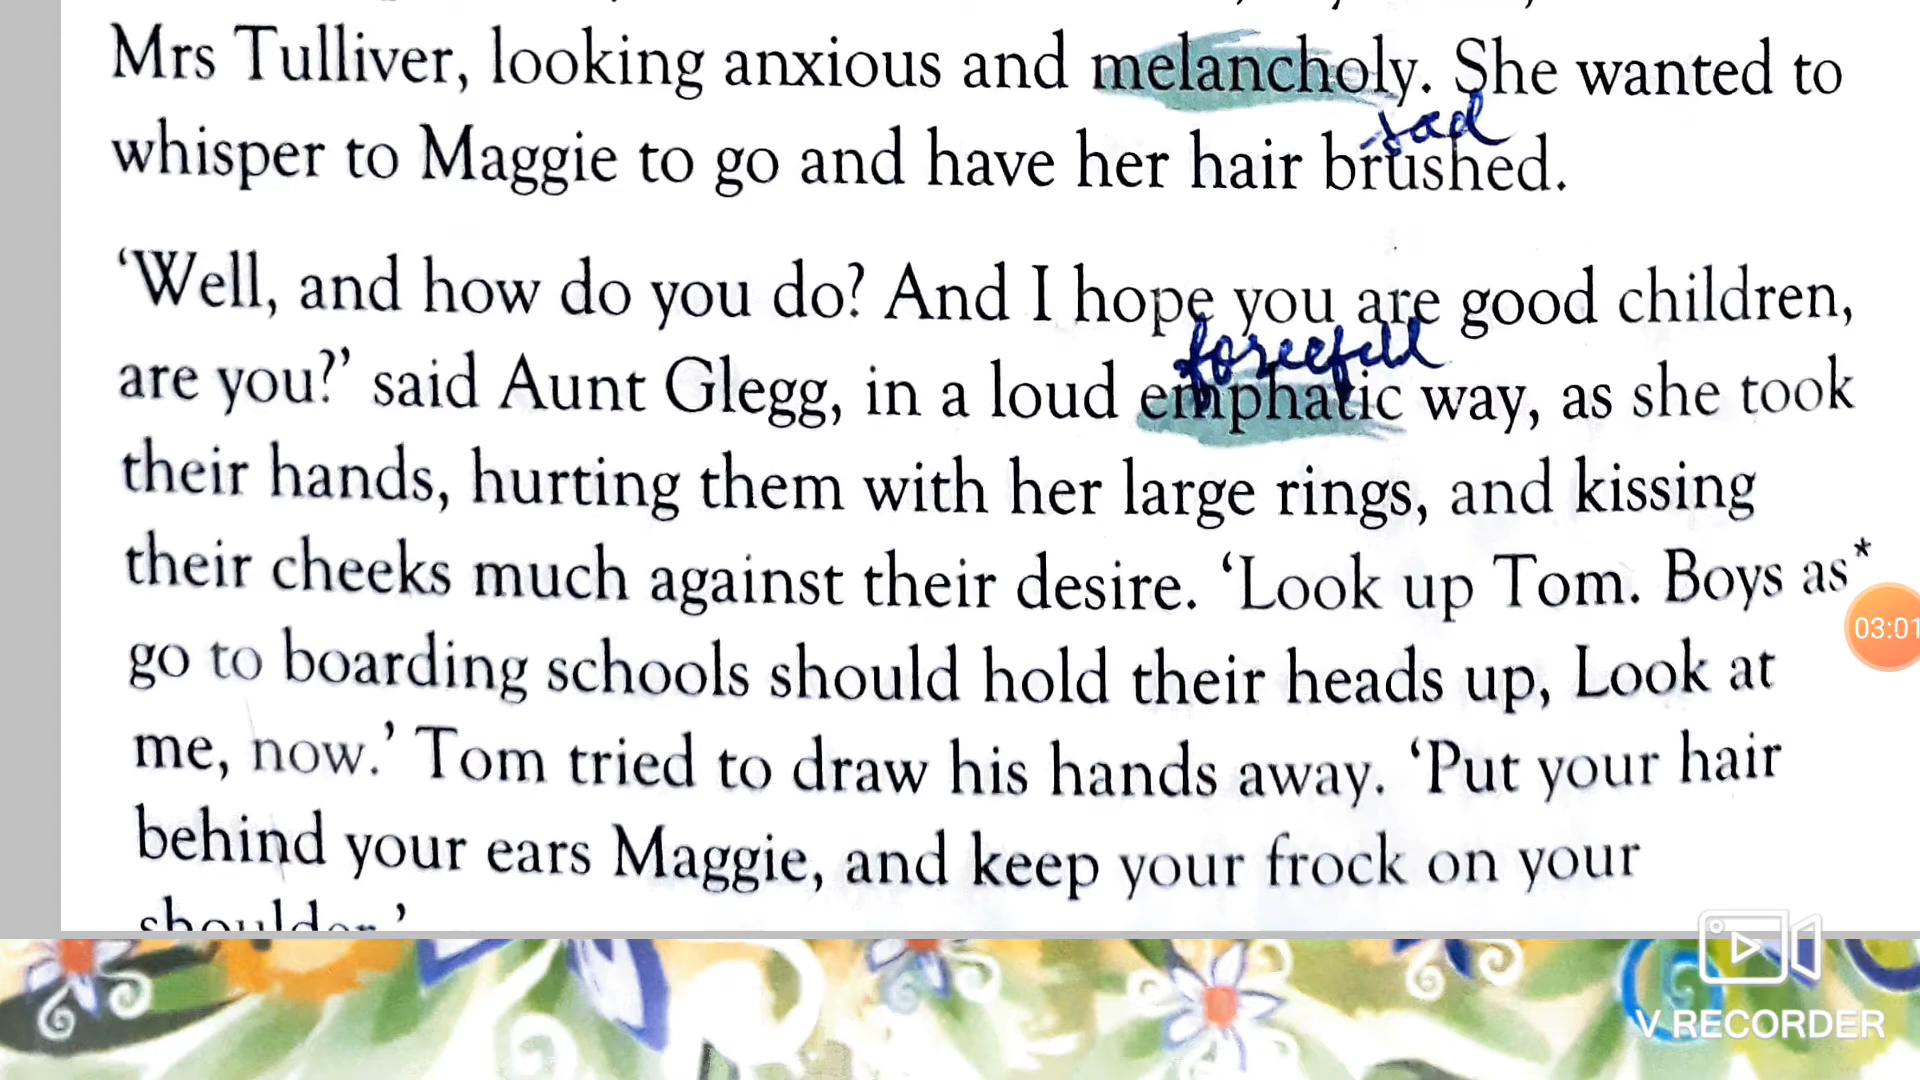 Mrs Tulliver, looking anxious and melancholy. She wanted to
sad
whisper to Maggie to go and have her hair brushed.
‘Well, and how do you do? And I hope you are good children,
forceful
are you?’ said Aunt Glegg, in a loud emphatic way, as she took
their hands, hurting them with her large rings, and kissing
their cheeks much against their desire. ‘Look up Tom. Boys as*
03:01
go to boarding schools should hold their heads up, Look at
me, now.’ Tom tried to draw his hands away. ‘Put your hair
behind your ears Maggie, and keep your frock on your
shoulder.’
V RECORDER